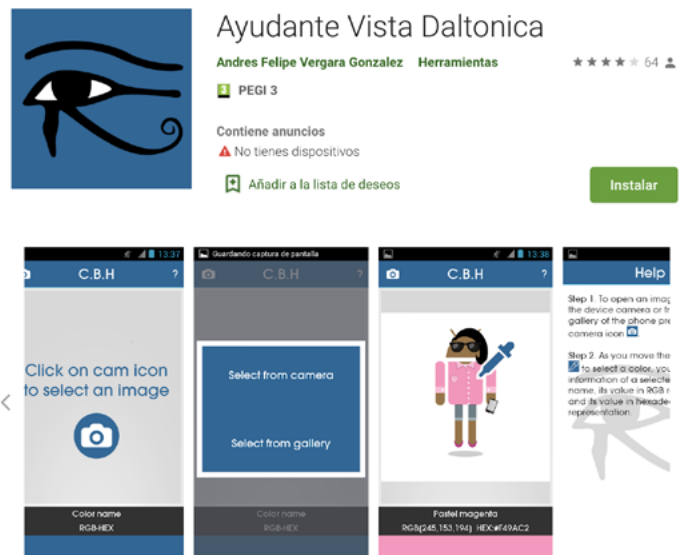 Ayudante Vista Daltonica
Andres Felipe Vergara Gonzalez Herramientas 64
3 PEGI 3
Contiene anuncios
No tienes dispositivos
Añadir a la lista de deseos
Instalar
13:37
C.B.H ?
Click on cam icon
to select an image
Color name
RGB-HEX
Guardando captura de pantalla
C.B.H ?
Select from camera
Select from gallery
Color name
RGB-HEX
13:38
C.B.H ?
Pastel magenta
RGB(245,153,194) HEX:#F49AC2
Help
Step 1. To open an imag
the device camera or fr
gallery of the phone pre
camera icon
Step 2. As you move the
to select a color, you
information of a selecte
name, its value in RGB r
and its value in hexade
representation.